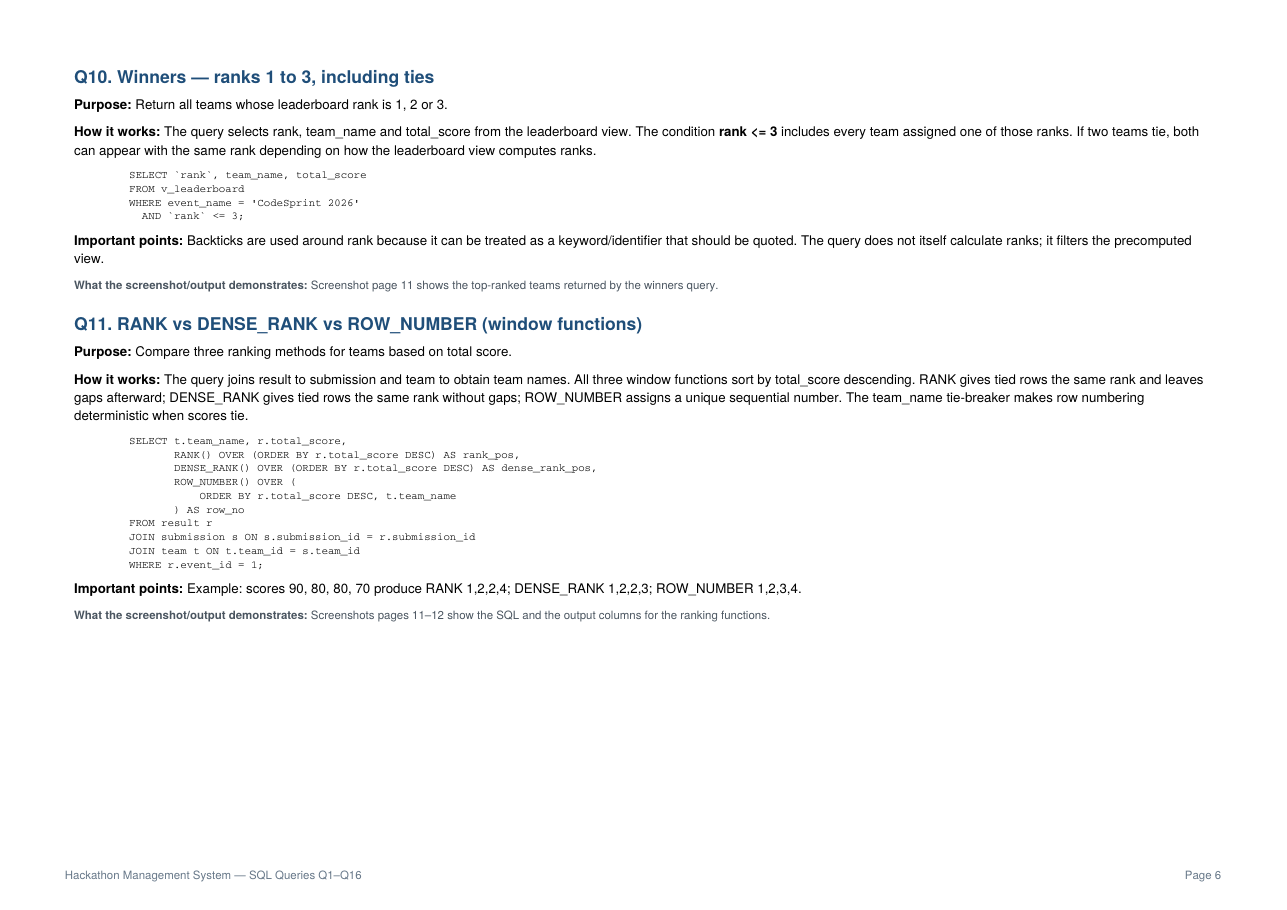 Q10. Winners — ranks 1 to 3, including ties
Purpose: Return all teams whose leaderboard rank is 1, 2 or 3.
How it works: The query selects rank, team_name and total_score from the leaderboard view. The condition rank <= 3 includes every team assigned one of those ranks. If two teams tie, both
can appear with the same rank depending on how the leaderboard view computes ranks.
SELECT `rank`, team_name, total_score
FROM v_leaderboard
WHERE event_name = 'CodeSprint 2026'
  AND `rank` <= 3;
Important points: Backticks are used around rank because it can be treated as a keyword/identifier that should be quoted. The query does not itself calculate ranks; it filters the precomputed
view.
What the screenshot/output demonstrates: Screenshot page 11 shows the top-ranked teams returned by the winners query.
Q11. RANK vs DENSE_RANK vs ROW_NUMBER (window functions)
Purpose: Compare three ranking methods for teams based on total score.
How it works: The query joins result to submission and team to obtain team names. All three window functions sort by total_score descending. RANK gives tied rows the same rank and leaves
gaps afterward; DENSE_RANK gives tied rows the same rank without gaps; ROW_NUMBER assigns a unique sequential number. The team_name tie-breaker makes row numbering
deterministic when scores tie.
SELECT t.team_name, r.total_score,
       RANK() OVER (ORDER BY r.total_score DESC) AS rank_pos,
       DENSE_RANK() OVER (ORDER BY r.total_score DESC) AS dense_rank_pos,
       ROW_NUMBER() OVER (
           ORDER BY r.total_score DESC, t.team_name
       ) AS row_no
FROM result r
JOIN submission s ON s.submission_id = r.submission_id
JOIN team t ON t.team_id = s.team_id
WHERE r.event_id = 1;
Important points: Example: scores 90, 80, 80, 70 produce RANK 1,2,2,4; DENSE_RANK 1,2,2,3; ROW_NUMBER 1,2,3,4.
What the screenshot/output demonstrates: Screenshots pages 11–12 show the SQL and the output columns for the ranking functions.
Hackathon Management System — SQL Queries Q1–Q16
Page 6